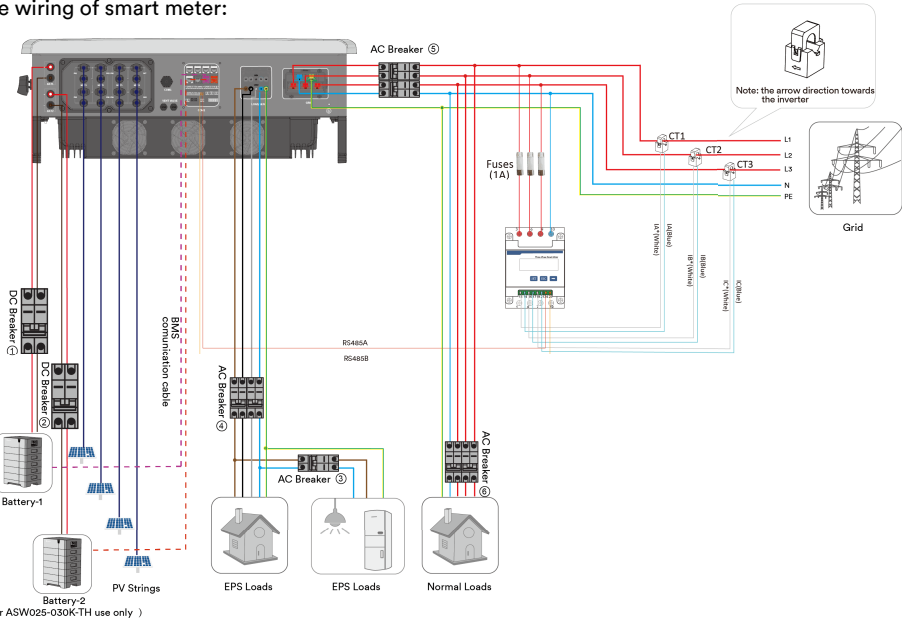 e wiring of smart meter:
AC Breaker ⑤
Note: the arrow direction towards
the inverter
CT1
CT2
CT3
L1
L2
L3
N
PE
Grid
Fuses
(1A)
IA*(White)
IA(Blue)
IB*(White)
IB(Blue)
IC*(White)
IC(Blue)
DC Breaker ①
DC Breaker ②
BMS
comunication cable
RS485A
RS485B
AC Breaker ④
AC Breaker ③
AC Breaker ⑥
Battery-1
PV Strings
EPS Loads
EPS Loads
Normal Loads
Battery-2
r ASW025-030K-TH use only )